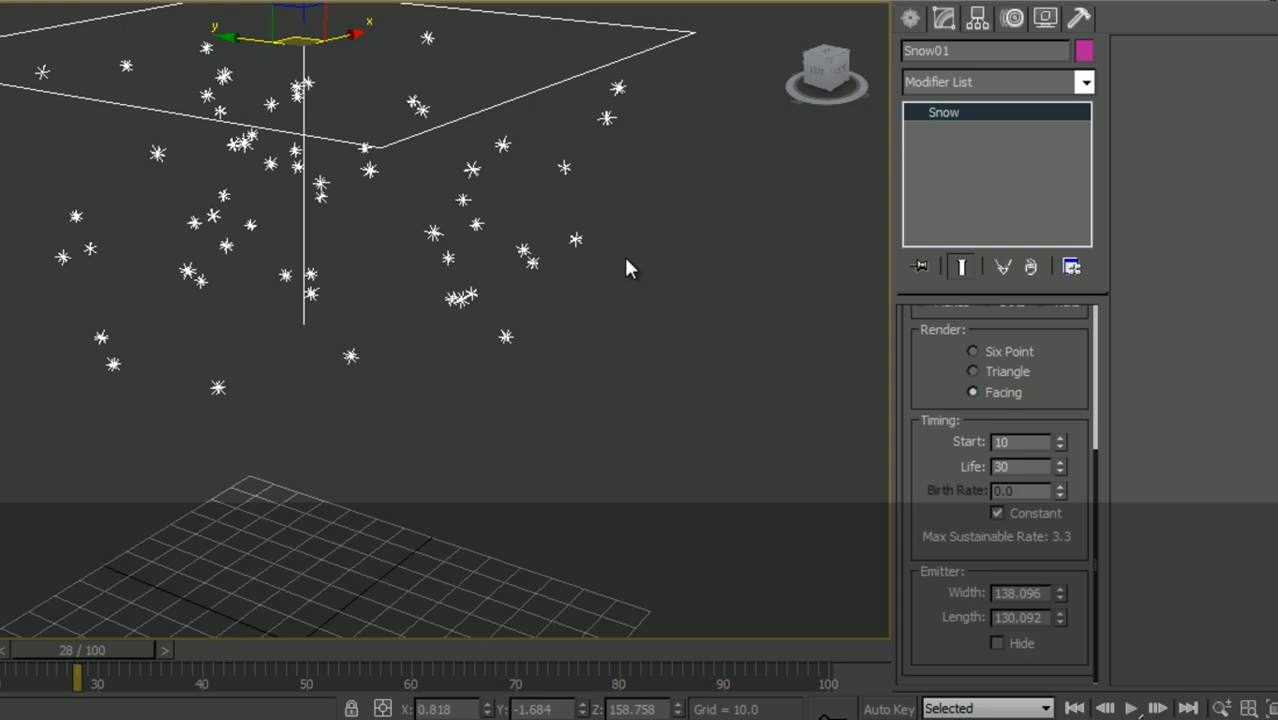 y
x
Snow01
Modifier List
Snow
Render:
Six Point
Triangle
Facing
Timing:
Start: 10
Life: 30
Birth Rate: 0.0
Constant
Max Sustainable Rate: 3.3
Emitter:
Width: 138.096
Length: 130.092
Hide
< 28 / 100 >
30 40 50 60 70 80 90 100
X: 0.818 Y: -1.684 Z: 158.758 Grid = 10.0 Auto Key Selected